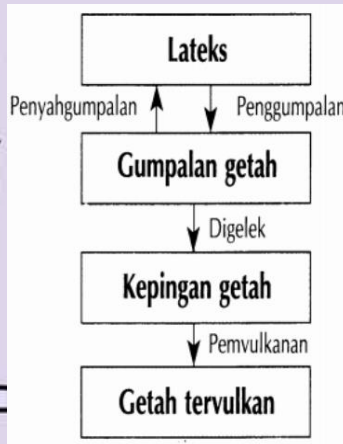 Lateks
Penyahgumpalan
Penggumpalan
Gumpalan getah
Digelek
Kepingan getah
Pemvulkanan
Getah tervulkan